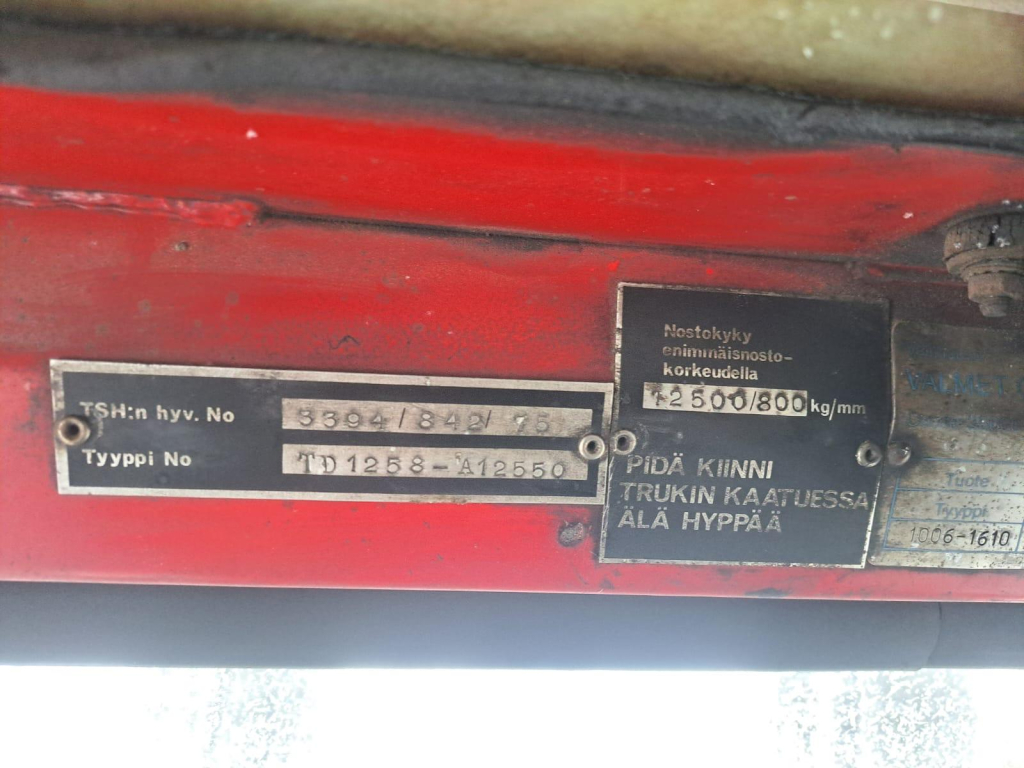 TSH:n hyv. No 3394/842/75
Tyyppi No TD1258-A12550
Nostokyky
enimmäisnosto-
korkeudella
12500/800 kg/mm
PIDÄ KIINNI
TRUKIN KAATUESSA
ÄLÄ HYPPÄÄ
VALMET
Tuote
Tyyppi
1D06-1610